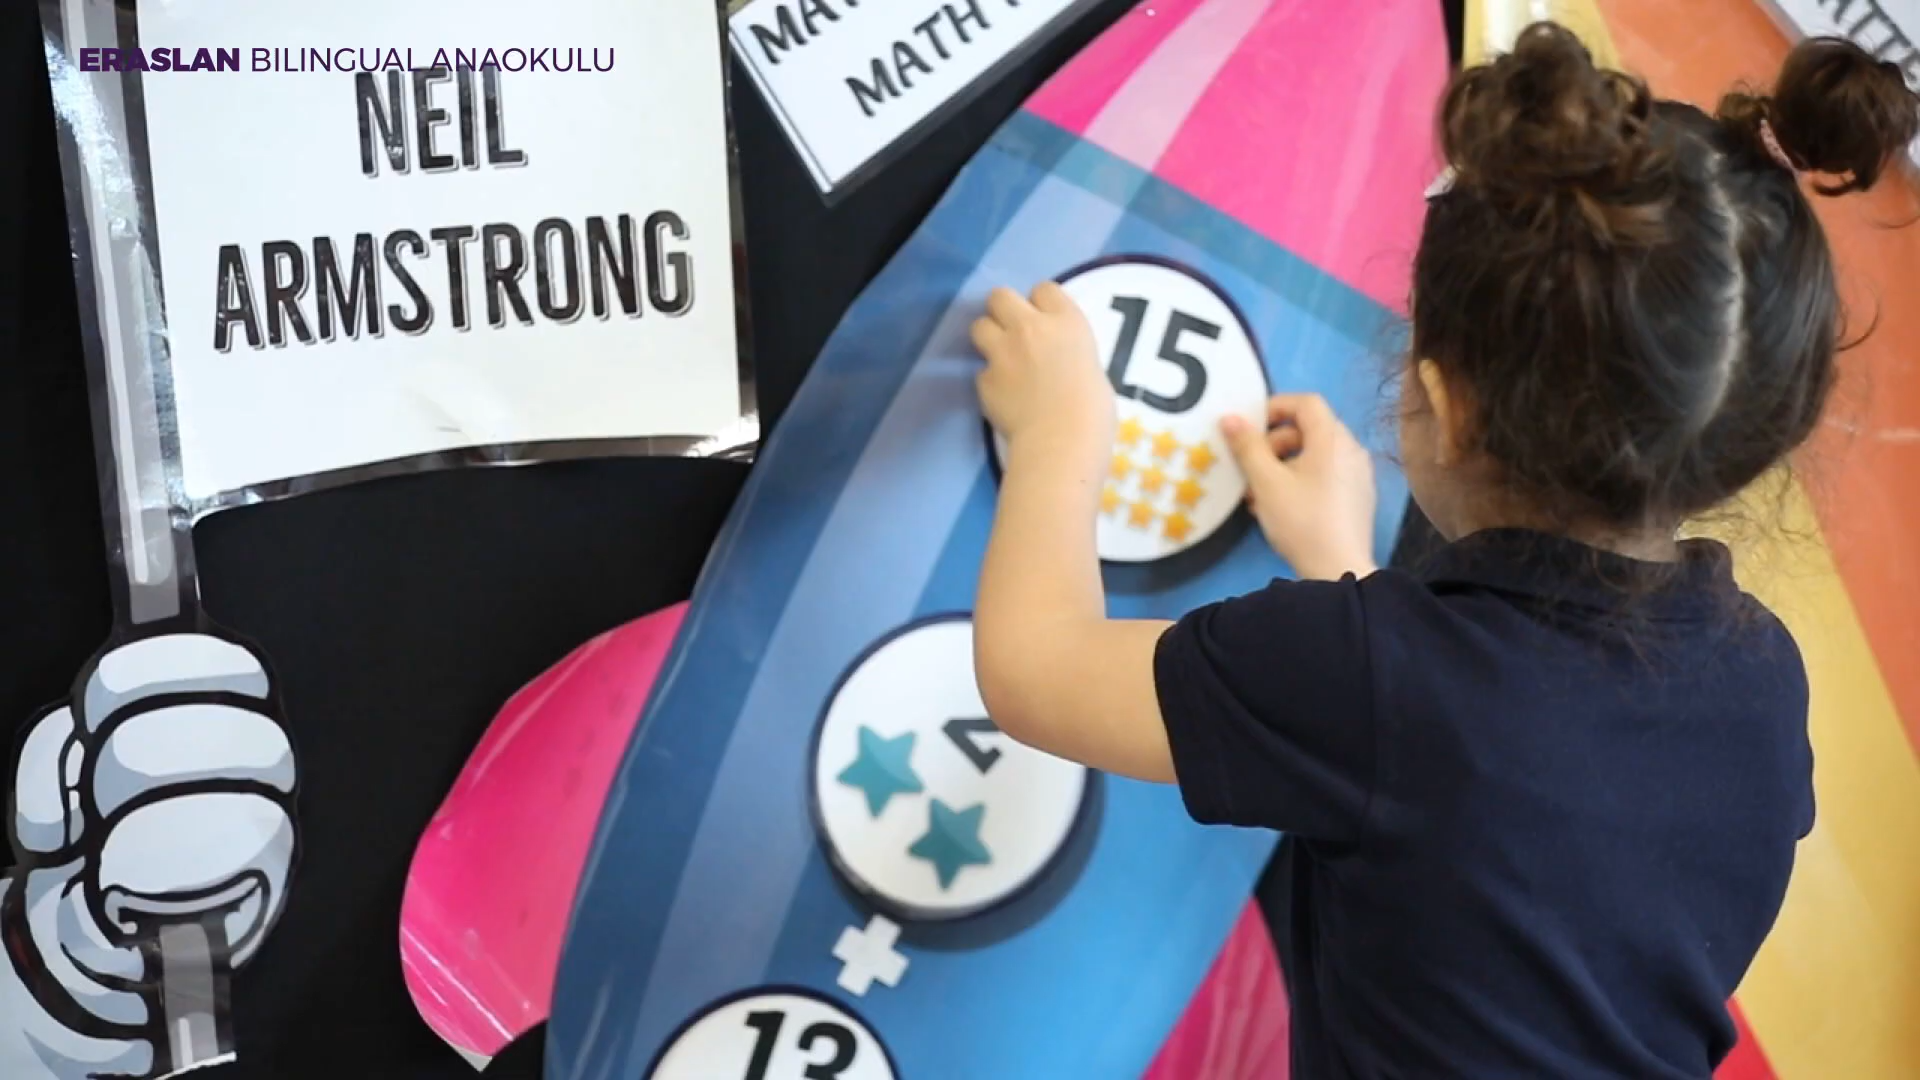 ERASLAN BILINGUAL ANAOKULU
NEIL
ARMSTRONG
MATH
15
2
+
13